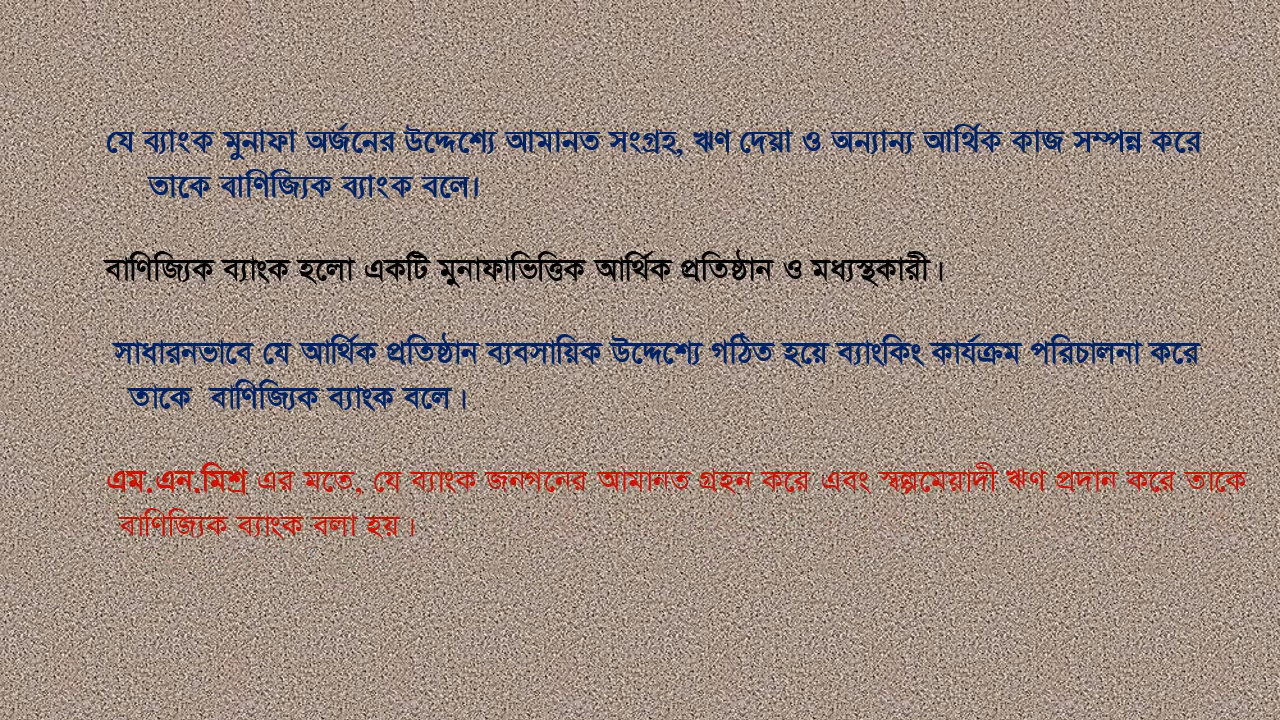 যে ব্যাংক মুনাফা অর্জনের উদ্দেশ্যে আমানত সংগ্রহ, ঋণ দেয়া ও অন্যান্য আর্থিক কাজ সম্পন্ন করে
তাকে বাণিজ্যিক ব্যাংক বলে।
বাণিজ্যিক ব্যাংক হলো একটি মুনাফাভিত্তিক আর্থিক প্রতিষ্ঠান ও মধ্যস্থকারী।
সাধারনভাবে যে আর্থিক প্রতিষ্ঠান ব্যবসায়িক উদ্দেশ্যে গঠিত হয়ে ব্যাংকিং কার্যক্রম পরিচালনা করে
তাকে বাণিজ্যিক ব্যাংক বলে।
এম.এন.মিশ্র এর মতে, যে ব্যাংক জনগনের আমানত গ্রহন করে এবং স্বল্পমেয়াদী ঋণ প্রদান করে তাকে
বাণিজ্যিক ব্যাংক বলা হয়।